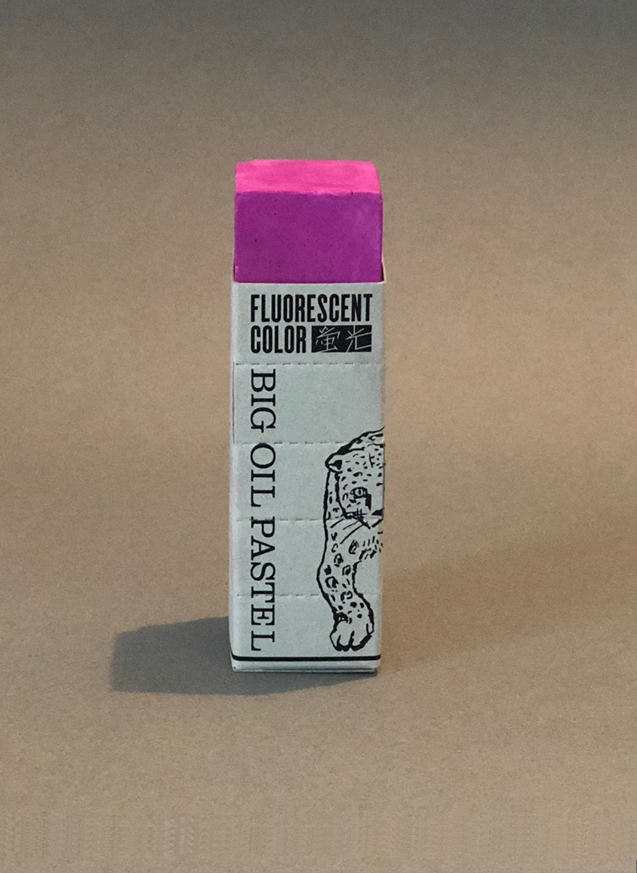 FLUORESCENT
COLOR 蛍光
BIG OIL PASTEL